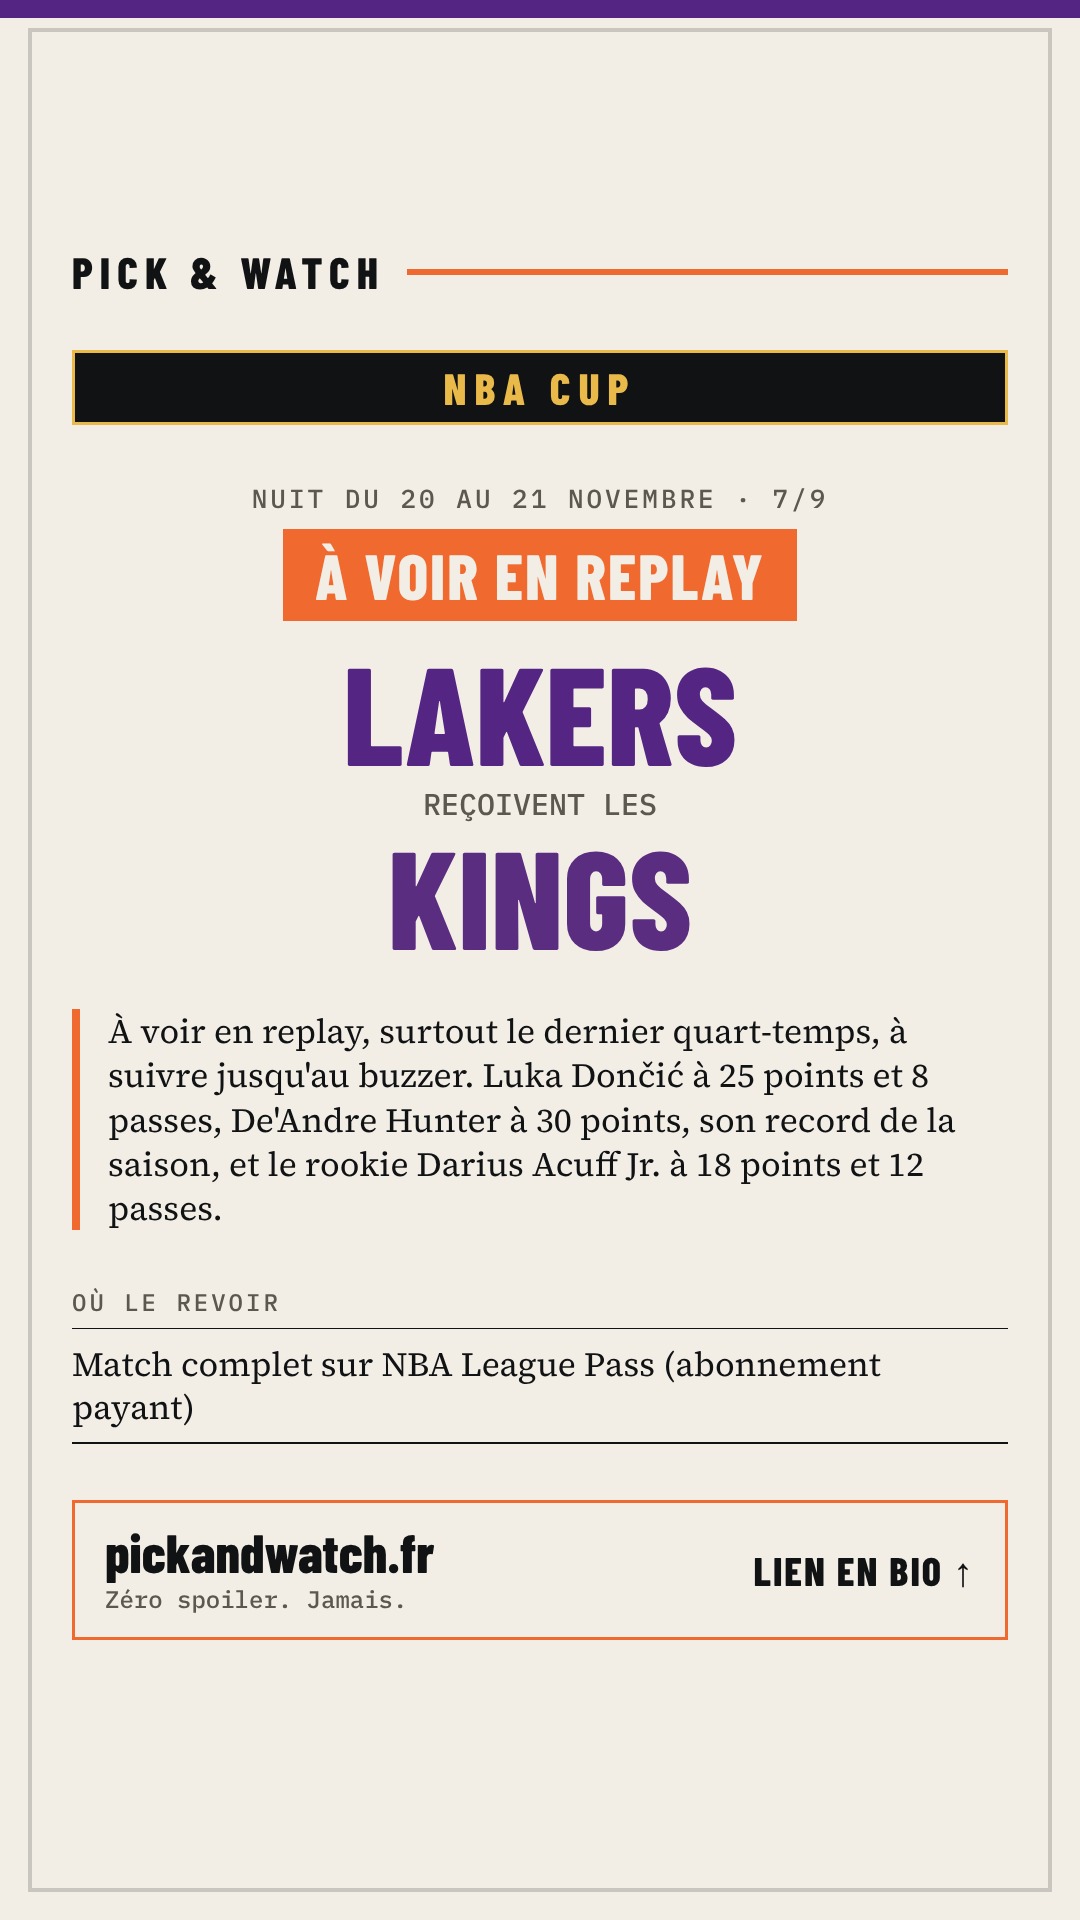 PICK & WATCH
NBA CUP
NUIT DU 20 AU 21 NOVEMBRE · 7/9
À VOIR EN REPLAY
LAKERS
REÇOIVENT LES
KINGS
À voir en replay, surtout le dernier quart-temps, à
suivre jusqu'au buzzer. Luka Dončić à 25 points et 8
passes, De'Andre Hunter à 30 points, son record de la
saison, et le rookie Darius Acuff Jr. à 18 points et 12
passes.
OÙ LE REVOIR
Match complet sur NBA League Pass (abonnement
payant)
pickandwatch.fr
Zéro spoiler. Jamais.
LIEN EN BIO ↑